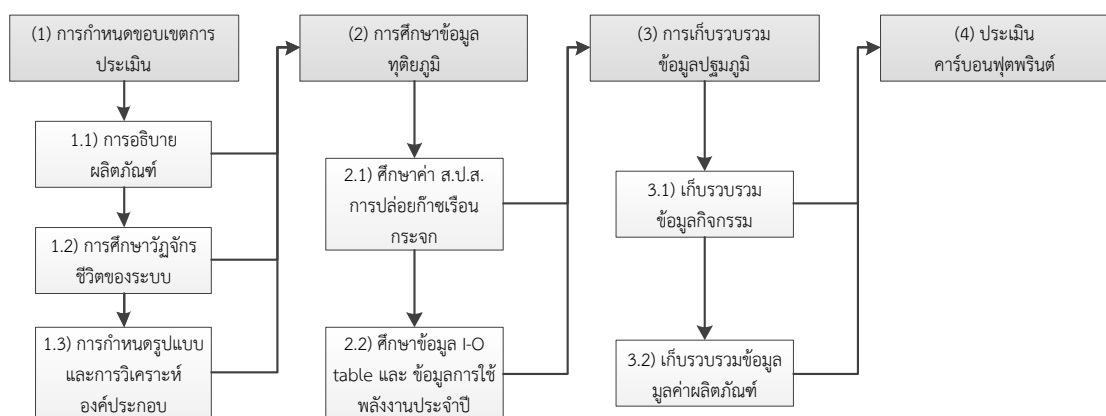 (1) การกำหนดขอบเขตการ
ประเมิน
1.1) การอธิบาย
ผลิตภัณฑ์
1.2) การศึกษาวัฏจักร
ชีวิตของระบบ
1.3) การกำหนดรูปแบบ
และการวิเคราะห์
องค์ประกอบ
(2) การศึกษาข้อมูล
ทุติยภูมิ
2.1) ศึกษาค่า ส.ป.ส.
การปล่อยก๊าซเรือน
กระจก
2.2) ศึกษาข้อมูล I-O
table และ ข้อมูลการใช้
พลังงานประจำปี
(3) การเก็บรวบรวม
ข้อมูลปฐมภูมิ
3.1) เก็บรวบรวม
ข้อมูลกิจกรรม
3.2) เก็บรวบรวมข้อมูล
มูลค่าผลิตภัณฑ์
(4) ประเมิน
คาร์บอนฟุตพรินต์